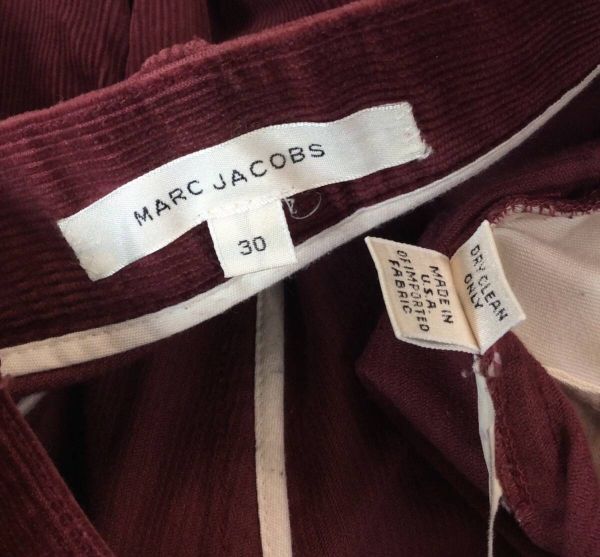 MARC JACOBS
30
MADE IN
U.S.A.
OF IMPORTED
FABRIC
DRY CLEAN
ONLY